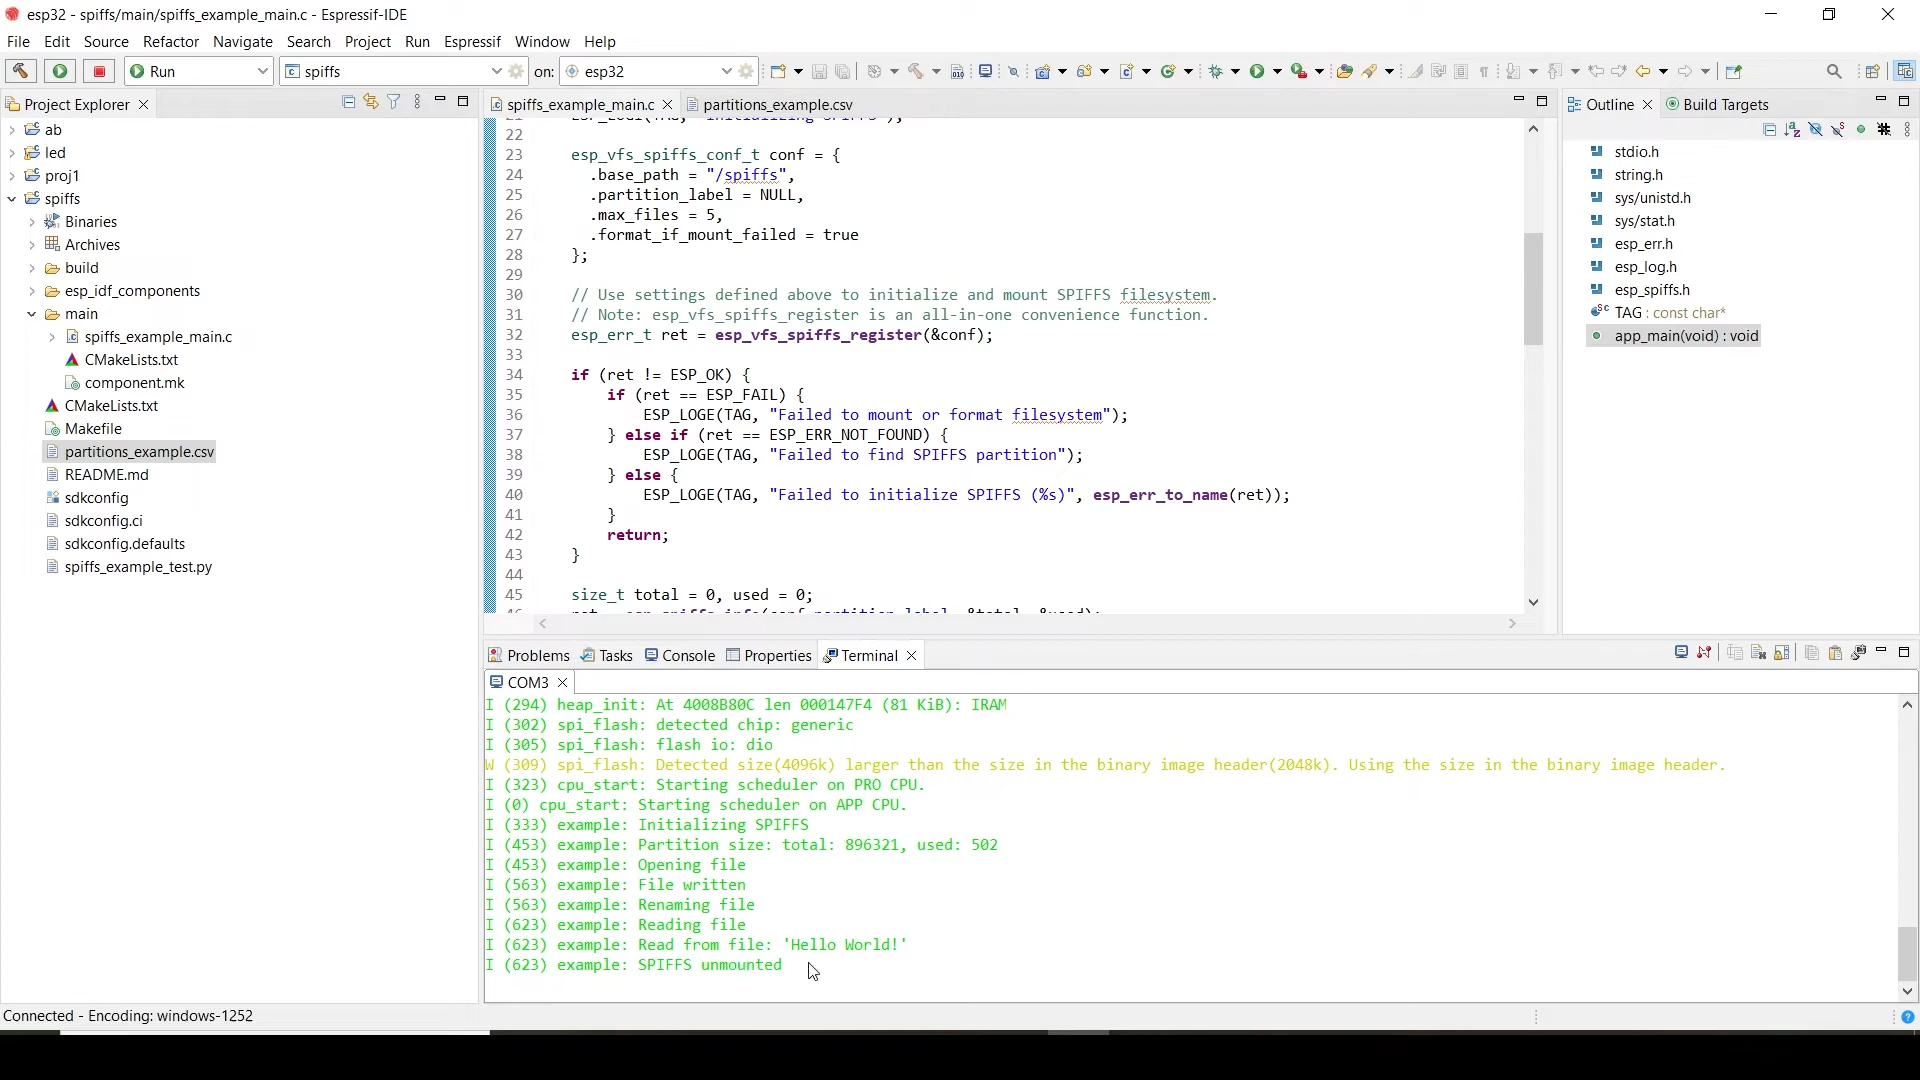 esp32 - spiffs/main/spiffs_example_main.c - Espressif-IDE
File Edit Source Refactor Navigate Search Project Run Espressif Window Help
Run spiffs on: esp32
Project Explorer
ab
led
proj1
spiffs
Binaries
Archives
build
esp_idf_components
main
spiffs_example_main.c
CMakeLists.txt
component.mk
CMakeLists.txt
Makefile
partitions_example.csv
README.md
sdkconfig
sdkconfig.ci
sdkconfig.defaults
spiffs_example_test.py
spiffs_example_main.c partitions_example.csv
22
23 esp_vfs_spiffs_conf_t conf = {
24 .base_path = "/spiffs",
25 .partition_label = NULL,
26 .max_files = 5,
27 .format_if_mount_failed = true
28 };
29
30 // Use settings defined above to initialize and mount SPIFFS filesystem.
31 // Note: esp_vfs_spiffs_register is an all-in-one convenience function.
32 esp_err_t ret = esp_vfs_spiffs_register(&conf);
33
34 if (ret != ESP_OK) {
35 if (ret == ESP_FAIL) {
36 ESP_LOGE(TAG, "Failed to mount or format filesystem");
37 } else if (ret == ESP_ERR_NOT_FOUND) {
38 ESP_LOGE(TAG, "Failed to find SPIFFS partition");
39 } else {
40 ESP_LOGE(TAG, "Failed to initialize SPIFFS (%s)", esp_err_to_name(ret));
41 }
42 return;
43 }
44
45 size_t total = 0, used = 0;
Outline Build Targets
stdio.h
string.h
sys/unistd.h
sys/stat.h
esp_err.h
esp_log.h
esp_spiffs.h
TAG : const char*
app_main(void) : void
Problems Tasks Console Properties Terminal
COM3
I (294) heap_init: At 4008B80C len 000147F4 (81 KiB): IRAM
I (302) spi_flash: detected chip: generic
I (305) spi_flash: flash io: dio
W (309) spi_flash: Detected size(4096k) larger than the size in the binary image header(2048k). Using the size in the binary image header.
I (323) cpu_start: Starting scheduler on PRO CPU.
I (0) cpu_start: Starting scheduler on APP CPU.
I (333) example: Initializing SPIFFS
I (453) example: Partition size: total: 896321, used: 502
I (453) example: Opening file
I (563) example: File written
I (563) example: Renaming file
I (623) example: Reading file
I (623) example: Read from file: 'Hello World!'
I (623) example: SPIFFS unmounted
Connected - Encoding: windows-1252